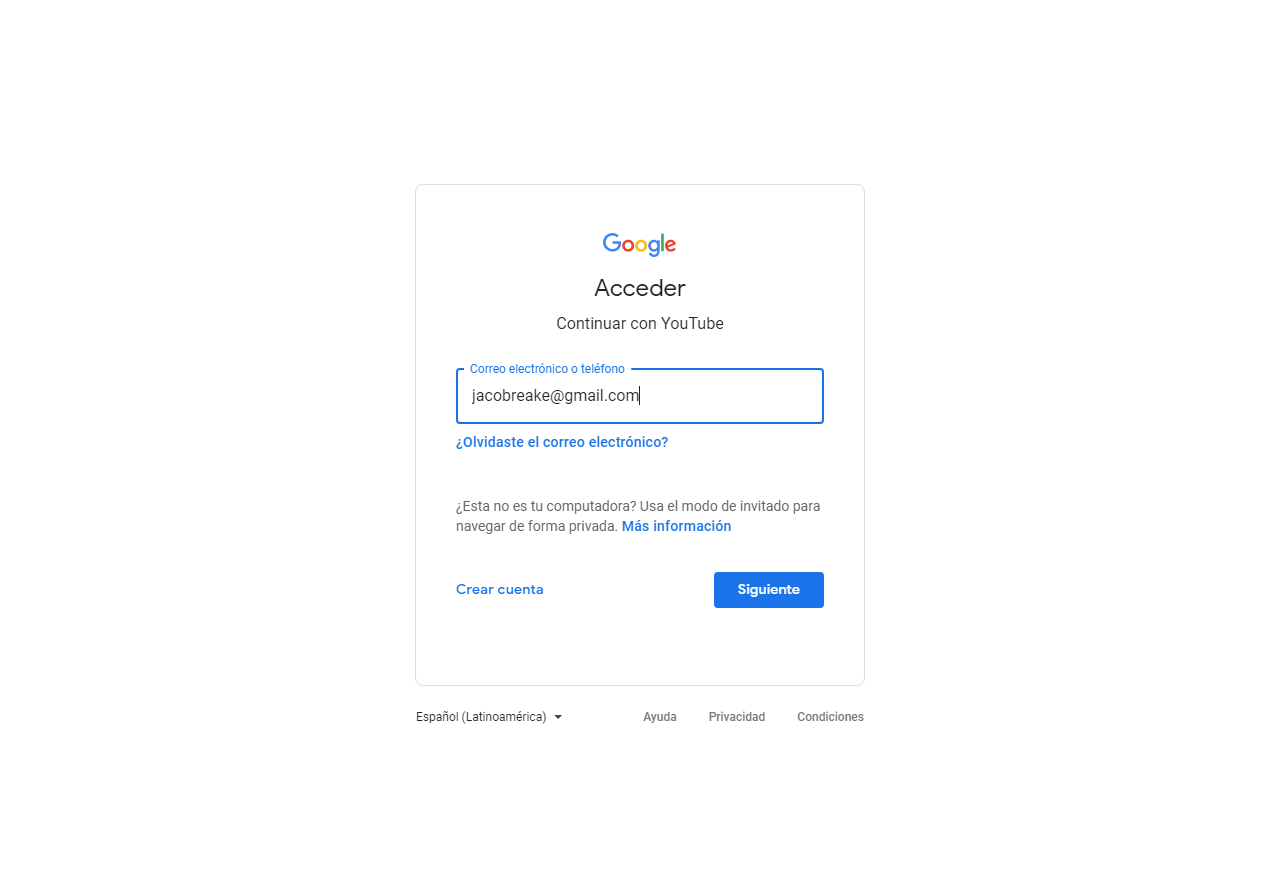 Google
Acceder
Continuar con YouTube
Correo electrónico o teléfono
jacobreake@gmail.com
¿Olvidaste el correo electrónico?
¿Esta no es tu computadora? Usa el modo de invitado para
navegar de forma privada. Más información
Crear cuenta
Siguiente
Español (Latinoamérica)
Ayuda
Privacidad
Condiciones